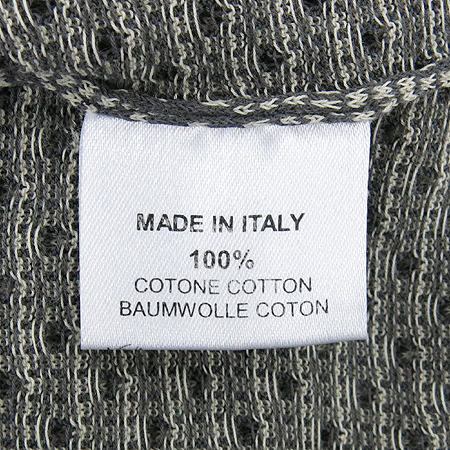 MADE IN ITALY
100%
COTONE COTTON
BAUMWOLLE COTON